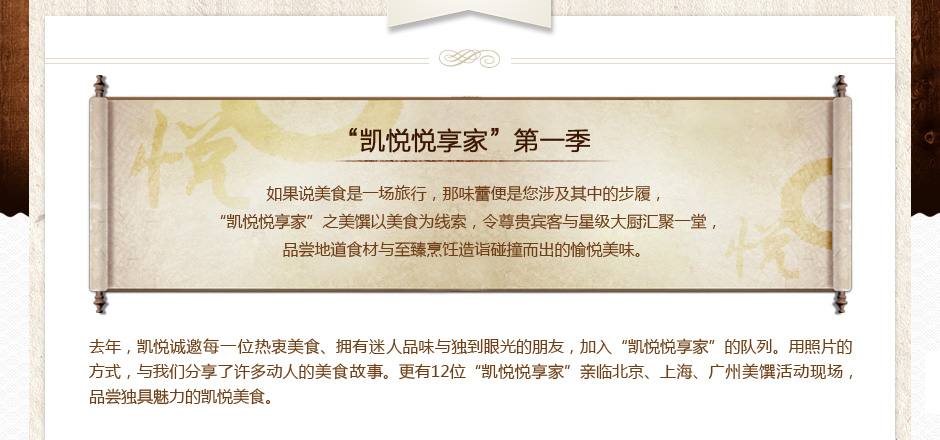 “凯悦悦享家”第一季
如果说美食是一场旅行，那味蕾便是您涉及其中的步履，
“凯悦悦享家”之美馔以美食为线索，令尊贵宾客与星级大厨汇聚一堂，
品尝地道食材与至臻烹饪造诣碰撞而出的愉悦美味。
悦
悦
去年，凯悦诚邀每一位热衷美食、拥有迷人品味与独到眼光的朋友，加入“凯悦悦享家”的队列。用照片的
方式，与我们分享了许多动人的美食故事。更有12位“凯悦悦享家”亲临北京、上海、广州美馔活动现场，
品尝独具魅力的凯悦美食。